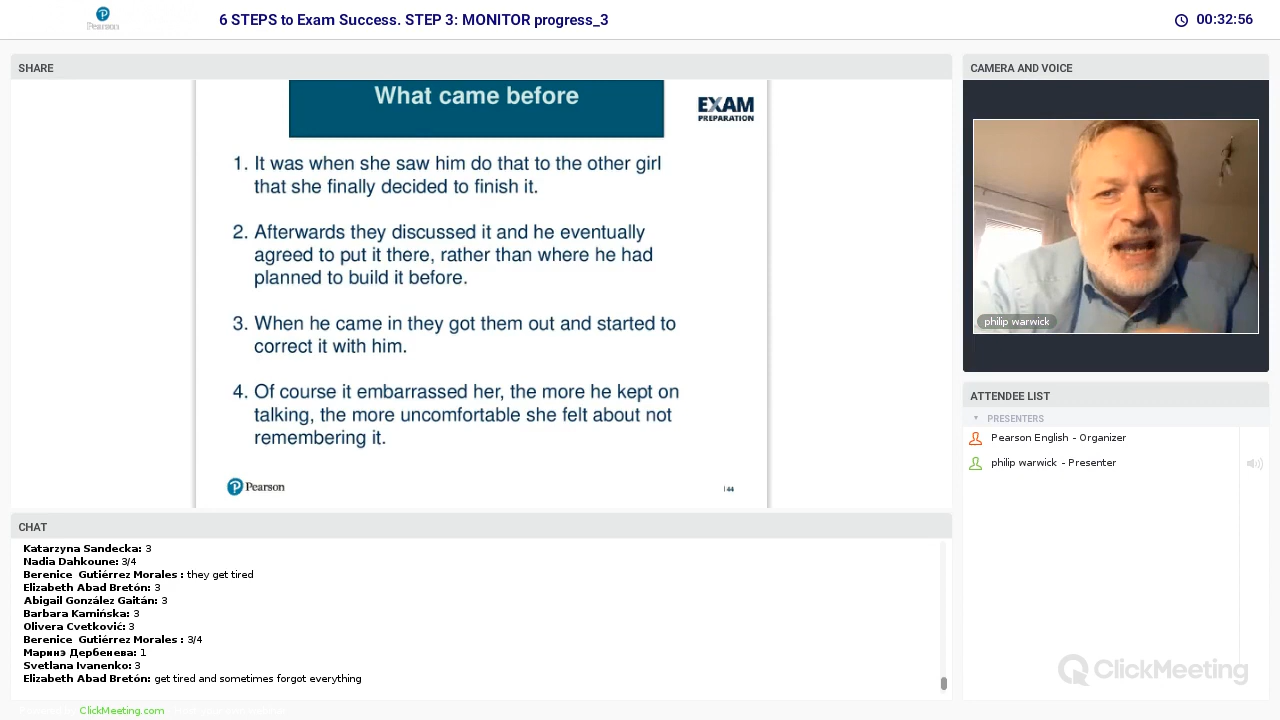 Pearson
6 STEPS to Exam Success. STEP 3: MONITOR progress_3
00:32:56
SHARE
What came before
EXAM
PREPARATION
1. It was when she saw him do that to the other girl
that she finally decided to finish it.
2. Afterwards they discussed it and he eventually
agreed to put it there, rather than where he had
planned to build it before.
3. When he came in they got them out and started to
correct it with him.
4. Of course it embarrassed her, the more he kept on
talking, the more uncomfortable she felt about not
remembering it.
Pearson
44
CAMERA AND VOICE
philip warwick
ATTENDEE LIST
PRESENTERS
Pearson English - Organizer
philip warwick - Presenter
CHAT
Katarzyna Sandecka: 3
Nadia Dahkoune: 3/4
Berenice Gutiérrez Morales : they get tired
Elizabeth Abad Bretón: 3
Abigail González Gaitán: 3
Barbara Kamińska: 3
Olivera Cvetković: 3
Berenice Gutiérrez Morales : 3/4
Маринэ Дербенева: 1
Svetlana Ivanenko: 3
Elizabeth Abad Bretón: get tired and sometimes forgot everything
ClickMeeting
ClickMeeting.com